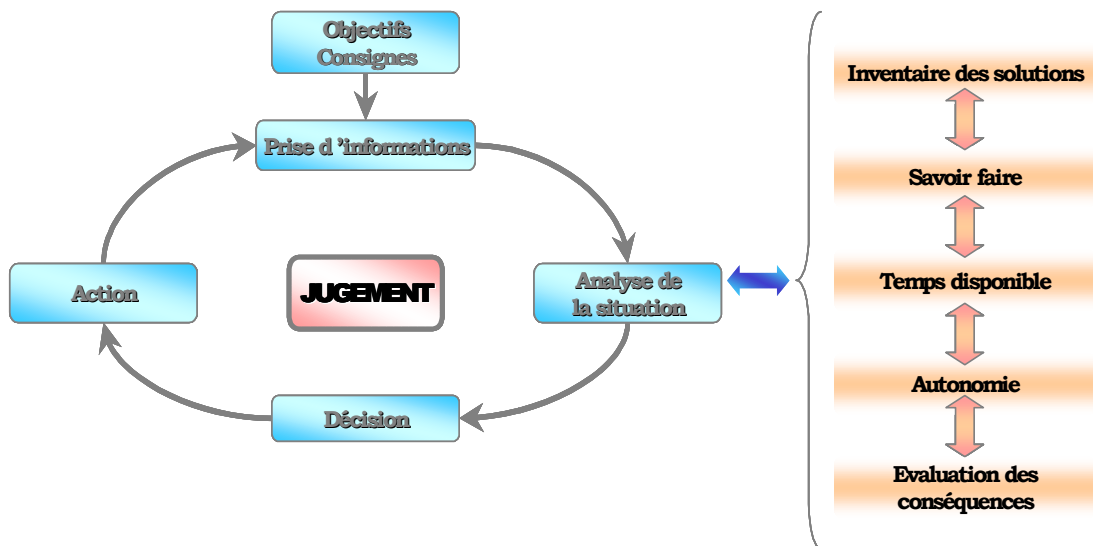 Objectifs
Consignes
Prise d ’informations
Analyse de
la situation
Décision
Action
JUGEMENT
Inventaire des solutions
Savoir faire
Temps disponible
Autonomie
Evaluation des
conséquences